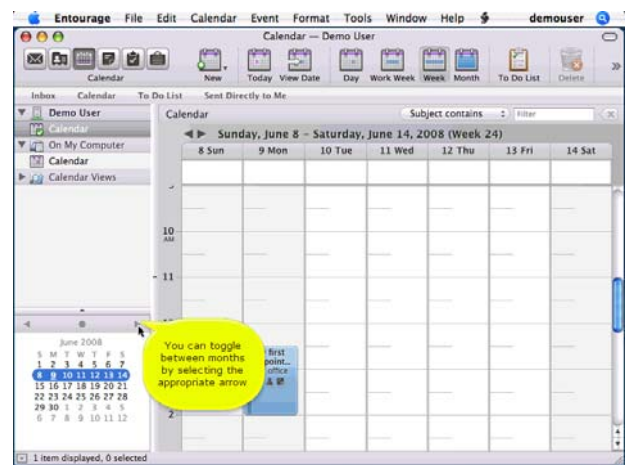 Entourage File Edit Calendar Event Format Tools Window Help demouser
Calendar — Demo User
Calendar New Today View Date Day Work Week Week Month To Do List Delete
Inbox Calendar To Do List Sent Directly to Me
Demo User
Calendar
On My Computer
Calendar
Calendar Views
Calendar Subject contains Filter
Sunday, June 8 – Saturday, June 14, 2008 (Week 24)
8 Sun 9 Mon 10 Tue 11 Wed 12 Thu 13 Fri 14 Sat
10
AM
11
first
point...
office
2
June 2008
S M T W T F S
1 2 3 4 5 6 7
8 9 10 11 12 13 14
15 16 17 18 19 20 21
22 23 24 25 26 27 28
29 30 1 2 3 4 5
6 7 8 9 10 11 12
You can toggle
between months
by selecting the
appropriate arrow
1 item displayed, 0 selected